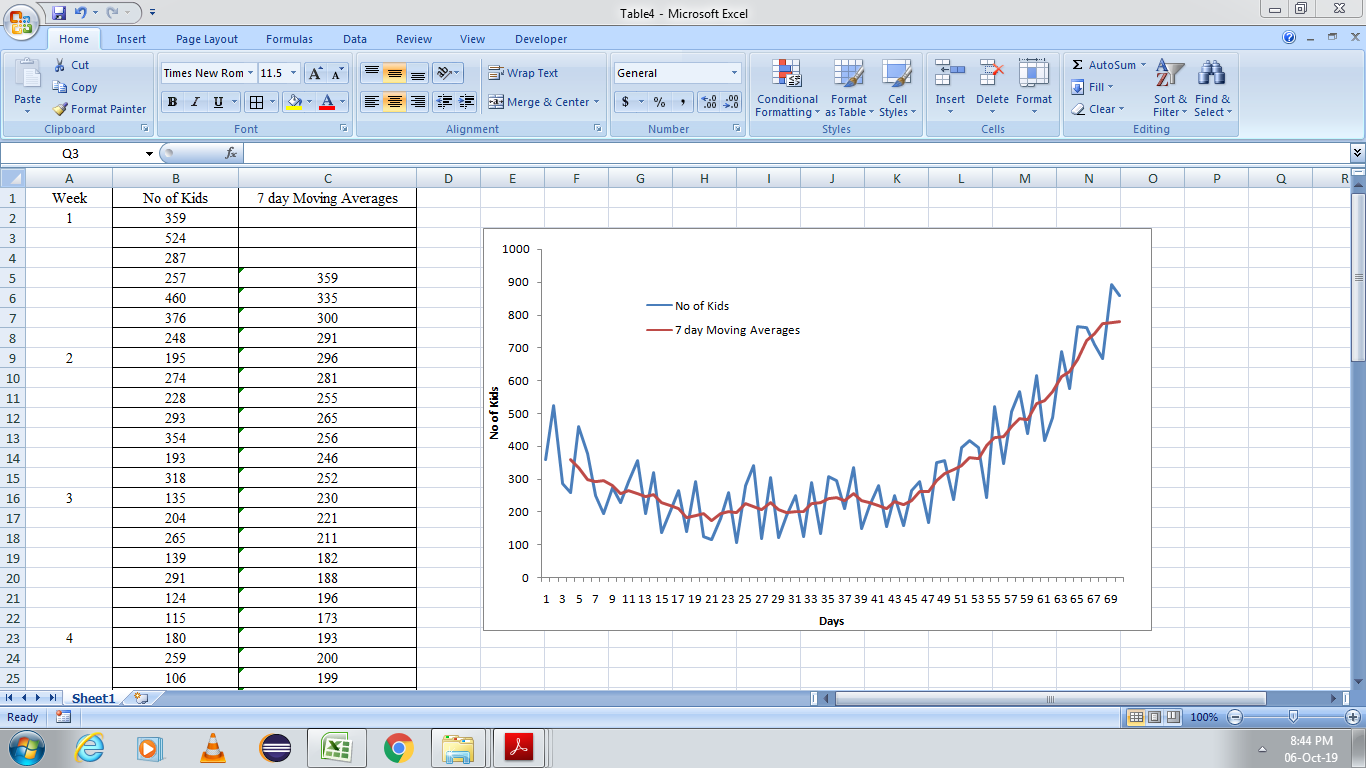 Table4 - Microsoft Excel
Home Insert Page Layout Formulas Data Review View Developer
Paste
Cut
Copy
Format Painter
Clipboard
Times New Rom 11.5 A A
B I U A
Font
Wrap Text
Merge & Center
Alignment
General
$ % , .00 .0
Number
Conditional Formatting
Format as Table
Cell Styles
Styles
Insert Delete Format
Cells
Σ AutoSum
Fill
Clear
Sort & Filter
Find & Select
Editing
Q3 fx
A B C D E F G H I J K L M N O P Q R
1 Week No of Kids 7 day Moving Averages
2 1 359
3 524
4 287
5 257 359
6 460 335
7 376 300
8 248 291
9 2 195 296
10 274 281
11 228 255
12 293 265
13 354 256
14 193 246
15 318 252
16 3 135 230
17 204 221
18 265 211
19 139 182
20 291 188
21 124 196
22 115 173
23 4 180 193
24 259 200
25 106 199
1000
900
800
700
600
500
400
300
200
100
0
No of Kids
No of Kids
7 day Moving Averages
1 3 5 7 9 11 13 15 17 19 21 23 25 27 29 31 33 35 37 39 41 43 45 47 49 51 53 55 57 59 61 63 65 67 69
Days
Sheet1
Ready 100%
8:44 PM
06-Oct-19